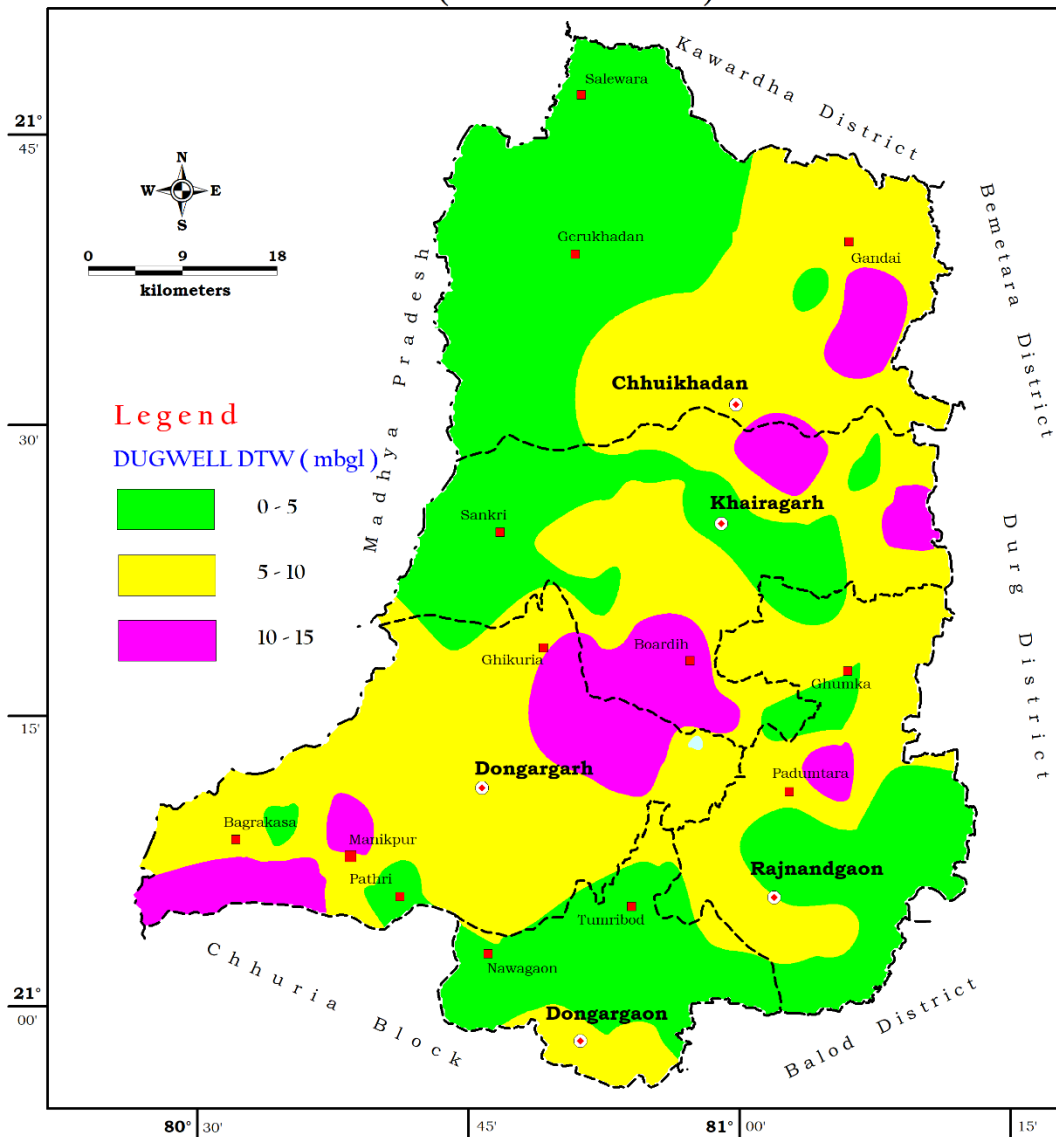 Kawardha District
Salewara
21°
45'
N
W E
S
Bemetara District
Gerukhadan
Gandai
0 9 18
kilometers
Madhya Pradesh
Chhuikhadan
Legend
30'
DUGWELL DTW ( mbgl )
0 - 5
Khairagarh
Sankri
Durg District
5 - 10
10 - 15
Boardih
Ghikuria
Ghumka
15'
Dongargarh
Padumtara
Bagrakasa
Manikpur
Rajnandgaon
Pathri
Tumribod
Chhuria Block
Nawagaon
Balod District
21°
00'
Dongargaon
80° 30' 45' 81° 00' 15'